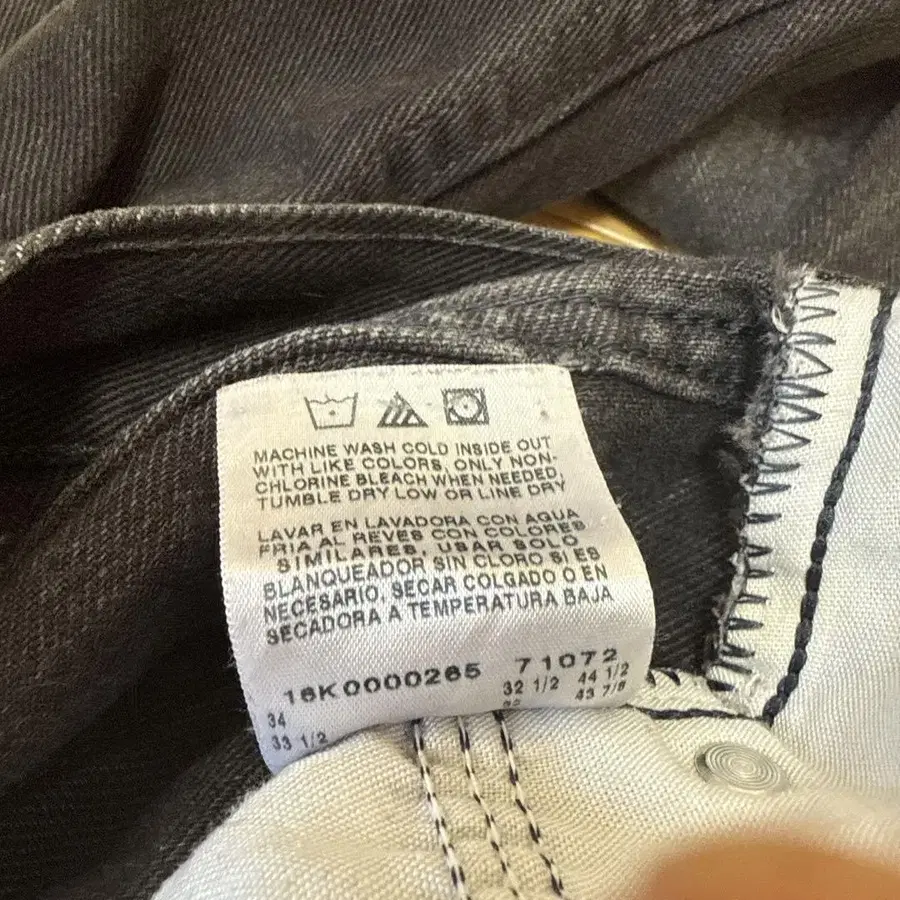 MACHINE WASH COLD INSIDE OUT
WITH LIKE COLORS, ONLY NON-
CHLORINE BLEACH WHEN NEEDED,
TUMBLE DRY LOW OR LINE DRY
LAVAR EN LAVADORA CON AGUA
FRIA AL REVES CON COLORES
SIMILARES, USAR SOLO
BLANQUEADOR SIN CLORO SI ES
NECESARIO, SECAR COLGADO O EN
SECADORA A TEMPERATURA BAJA
16K0000265 71072
34 32 1/2 44 1/2
33 1/2 43 7/8